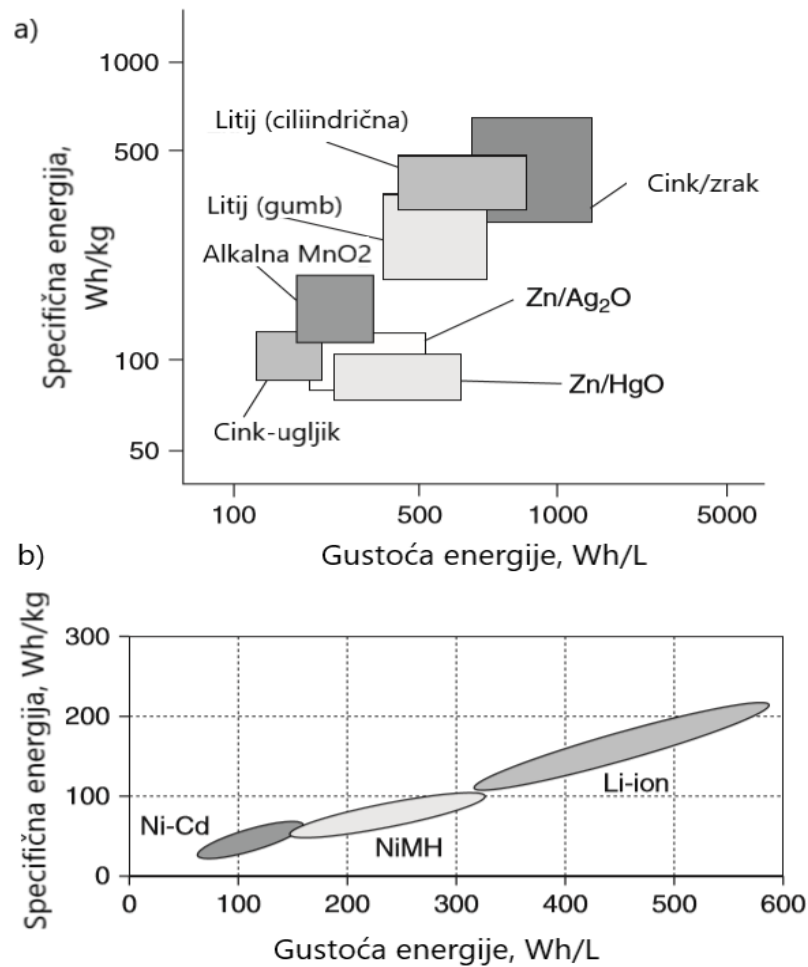 a)
Specifična energija,
Wh/kg
1000
500
100
50
Litij (ciliindrična)
Litij (gumb)
Alkalna MnO2
Cink/zrak
Zn/Ag₂O
Zn/HgO
Cink-ugljik
100
500
1000
5000
Gustoća energije, Wh/L
b)
Specifična energija, Wh/kg
300
200
100
0
Ni-Cd
NiMH
Li-ion
0
100
200
300
400
500
600
Gustoća energije, Wh/L